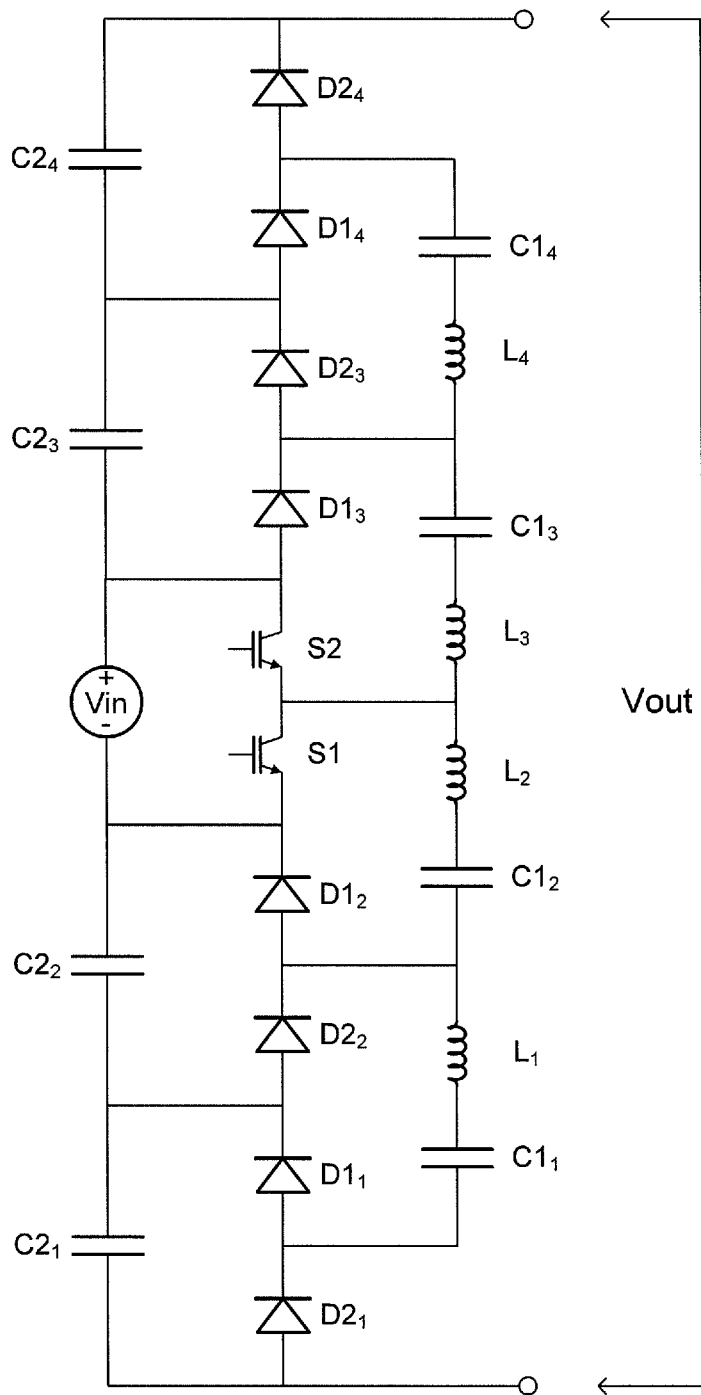 D2₄
C2₄
D1₄
C1₄
L₄
D2₃
C2₃
D1₃
C1₃
L₃
S2
+
Vin
-
Vout
S1
L₂
D1₂
C1₂
C2₂
D2₂
L₁
D1₁
C1₁
C2₁
D2₁